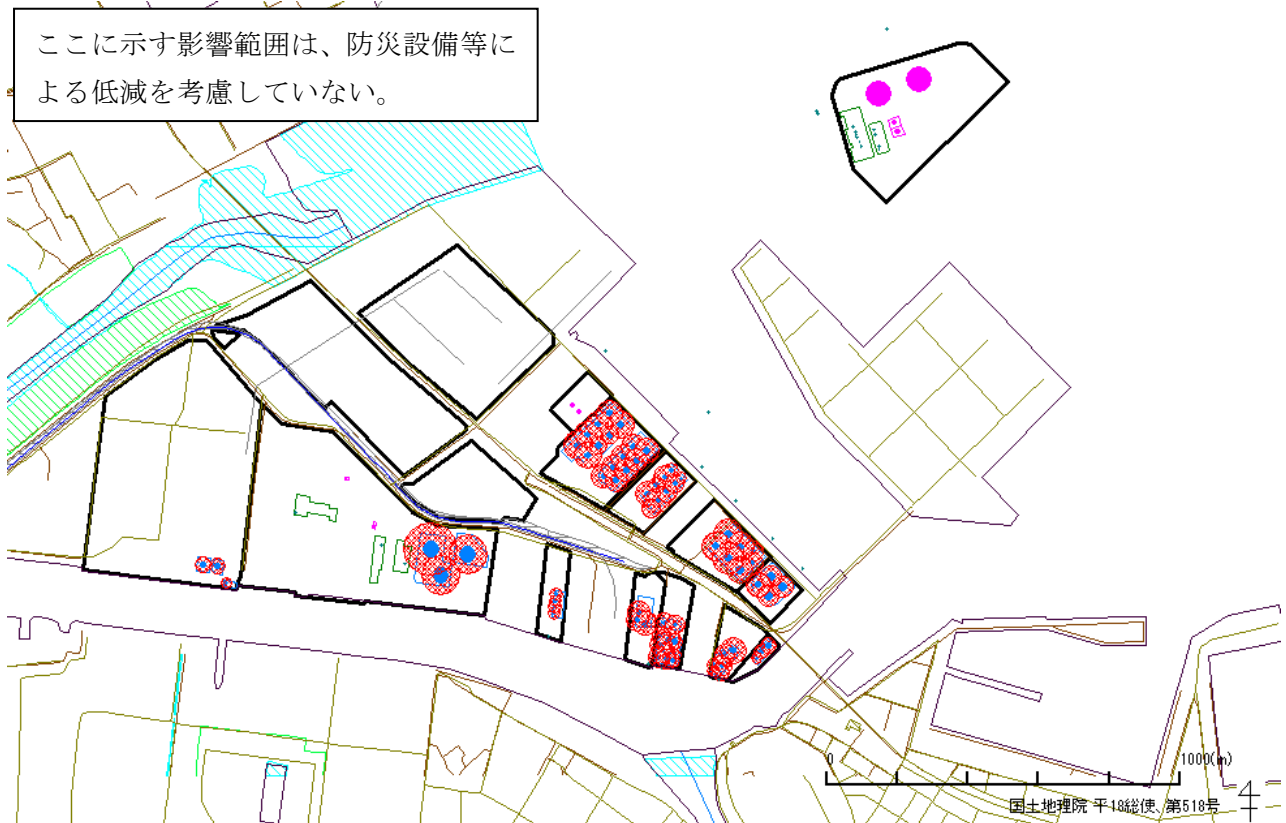 ここに示す影響範囲は、防災設備等に
よる低減を考慮していない。
0
1000(m)
国土地理院 平18総使、第518号